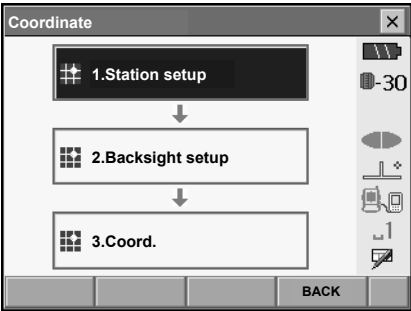 Coordinate
1.Station setup
-30
2.Backsight setup
3.Coord.
1
BACK